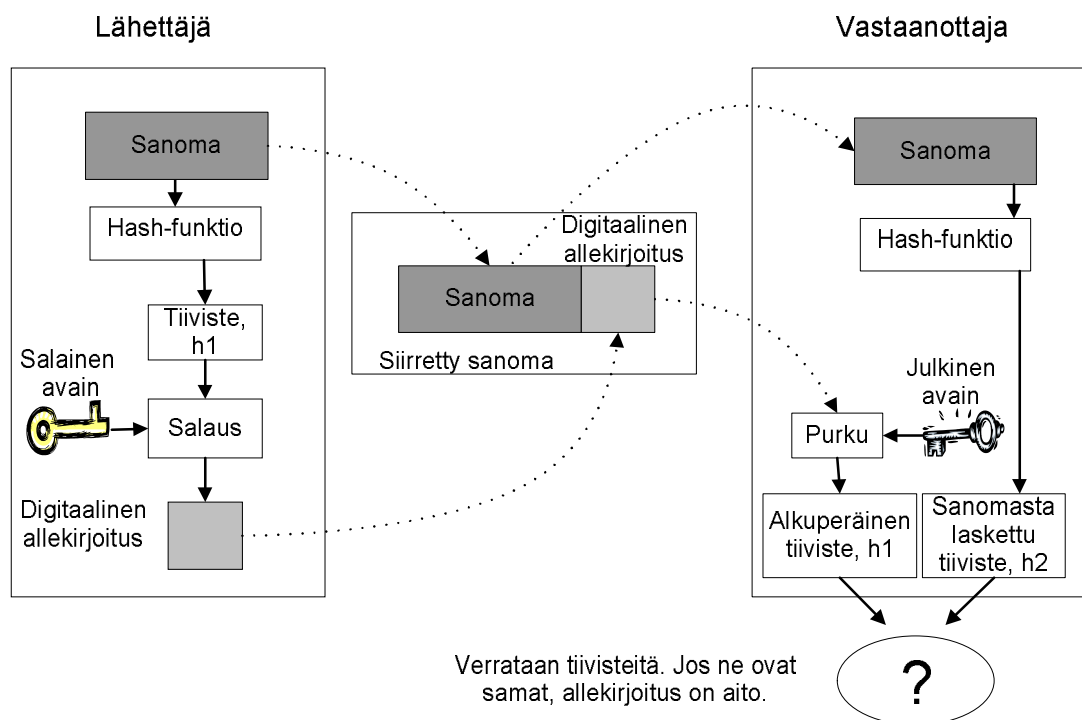 Lähettäjä
Sanoma
Hash-funktio
Tiiviste,
h1
Salainen
avain
Salaus
Digitaalinen
allekirjoitus
Digitaalinen
allekirjoitus
Sanoma
Siirretty sanoma
Vastaanottaja
Sanoma
Hash-funktio
Julkinen
avain
Purku
Alkuperäinen
tiiviste, h1
Sanomasta
laskettu
tiiviste, h2
Verrataan tiivisteitä. Jos ne ovat
samat, allekirjoitus on aito.
?